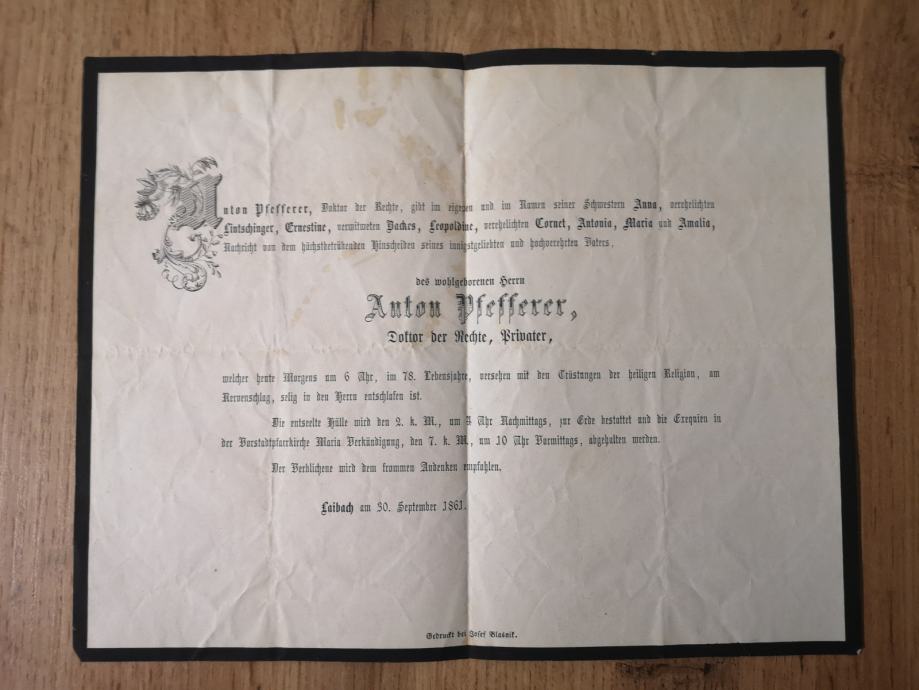 Anton Pfefferer, Doktor der Rechte, gibt im eigenen und im Namen seiner Schwestern Anna, verehelichten
Lintschinger, Ernestine, verwitweten Dackes, Leopoldine, verehelichten Cornet, Antonia, Maria und Amalia,
Nachricht von dem höchstbetrübenden Hinscheiden seines innigstgeliebten und hochverehrten Vaters,
des wohlgeborenen Herrn
Anton Pfefferer,
Doktor der Rechte, Privater,
welcher heute Morgens um 6 Uhr, im 78. Lebensjahre, versehen mit den Tröstungen der heiligen Religion, am
Nervenschlag, selig in den Herrn entschlafen ist.
Die entseelte Hülle wird den 2. k. M., um 4 Uhr Nachmittags, zur Erde bestattet und die Exequien in
der Vorstadtpfarrkirche Maria Verkündigung, den 7. k. M., um 10 Uhr Vormittags, abgehalten werden.
Der Verblichene wird dem frommen Andenken empfohlen.
Laibach am 30. September 1861.
Gedruckt bei Josef Blasnik.